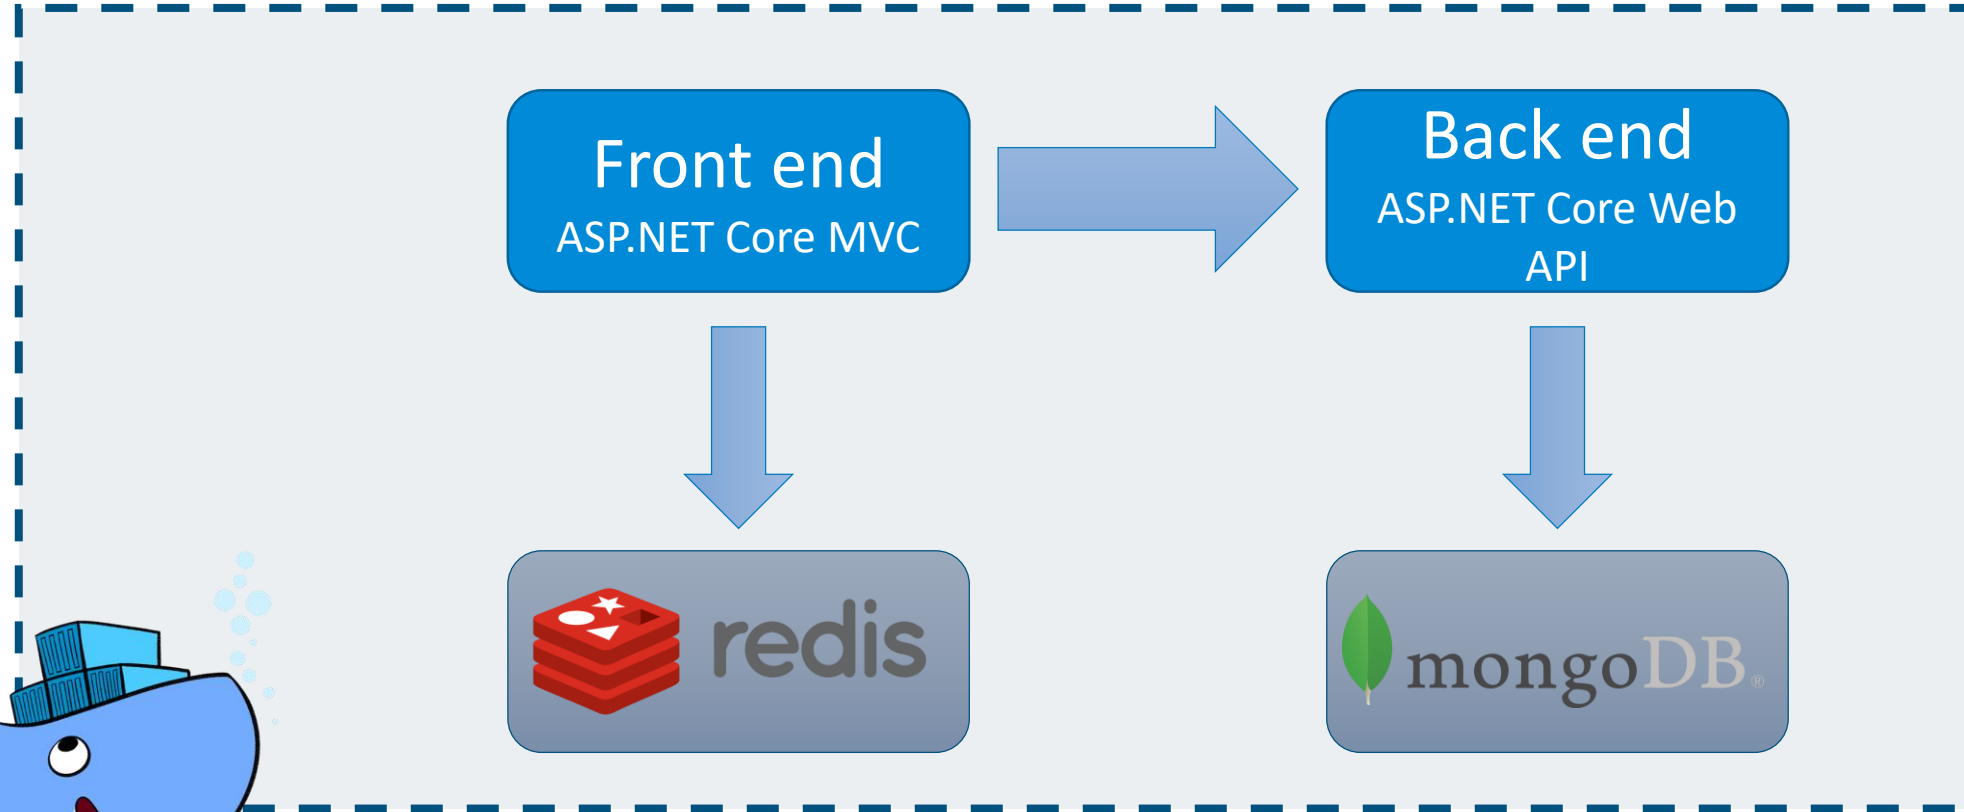 Front end
ASP.NET Core MVC
Back end
ASP.NET Core Web
API
redis
mongoDB®